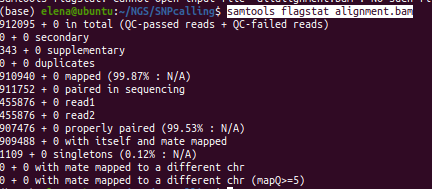 (base) elena@ubuntu:~/NGS/SNPcalling$ samtools flagstat alignment.bam
912095 + 0 in total (QC-passed reads + QC-failed reads)
0 + 0 secondary
343 + 0 supplementary
0 + 0 duplicates
910940 + 0 mapped (99.87% : N/A)
911752 + 0 paired in sequencing
455876 + 0 read1
455876 + 0 read2
907476 + 0 properly paired (99.53% : N/A)
909488 + 0 with itself and mate mapped
1109 + 0 singletons (0.12% : N/A)
0 + 0 with mate mapped to a different chr
0 + 0 with mate mapped to a different chr (mapQ>=5)